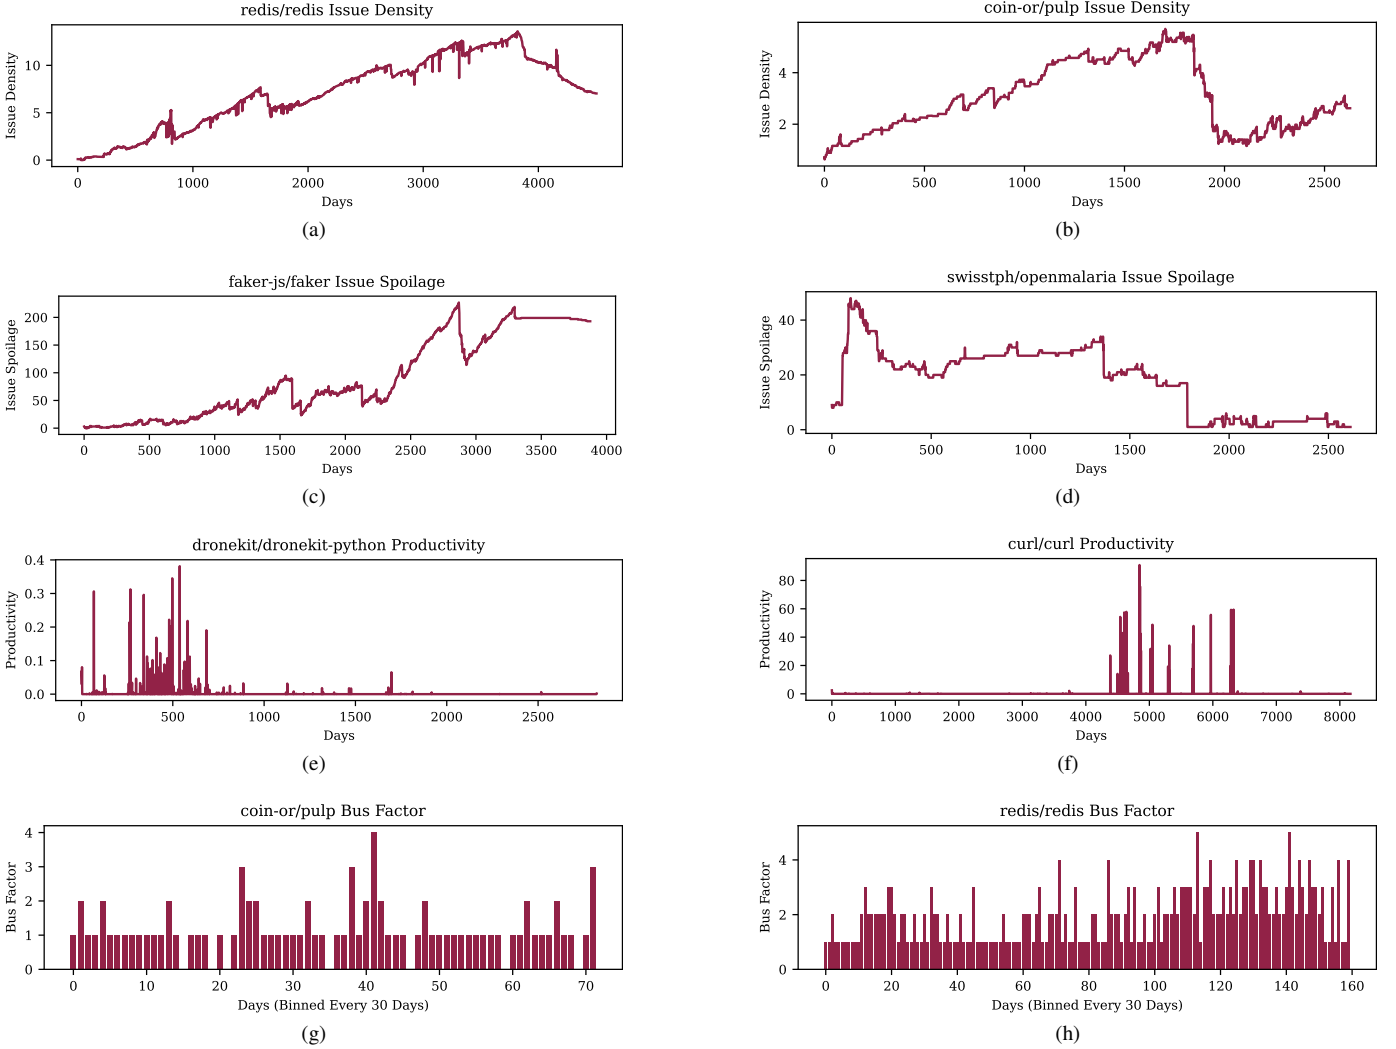 redis/redis Issue Density
Issue Density
10
5
0
0 1000 2000 3000 4000
Days
(a)
coin-or/pulp Issue Density
Issue Density
4
2
0 500 1000 1500 2000 2500
Days
(b)
faker-js/faker Issue Spoilage
Issue Spoilage
200
150
100
50
0
0 500 1000 1500 2000 2500 3000 3500 4000
Days
(c)
swisstph/openmalaria Issue Spoilage
Issue Spoilage
40
20
0
0 500 1000 1500 2000 2500
Days
(d)
dronekit/dronekit-python Productivity
Productivity
0.4
0.3
0.2
0.1
0.0
0 500 1000 1500 2000 2500
Days
(e)
curl/curl Productivity
Productivity
80
60
40
20
0
0 1000 2000 3000 4000 5000 6000 7000 8000
Days
(f)
coin-or/pulp Bus Factor
Bus Factor
4
3
2
1
0
0 10 20 30 40 50 60 70
Days (Binned Every 30 Days)
(g)
redis/redis Bus Factor
Bus Factor
4
2
0
0 20 40 60 80 100 120 140 160
Days (Binned Every 30 Days)
(h)